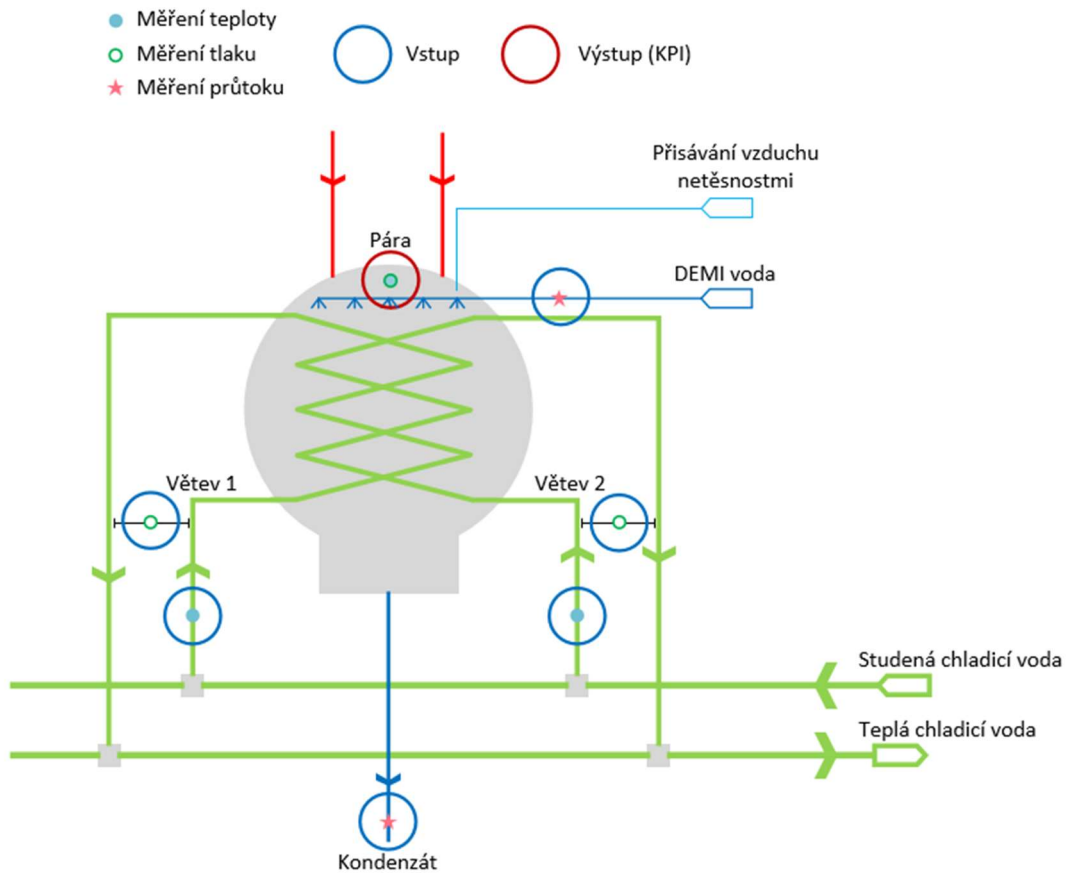 Měření teploty
Měření tlaku
Měření průtoku
Vstup
Výstup (KPI)
Přisávání vzduchu
netěsnostmi
Pára
DEMI voda
Větev 1
Větev 2
Studená chladicí voda
Teplá chladicí voda
Kondenzát